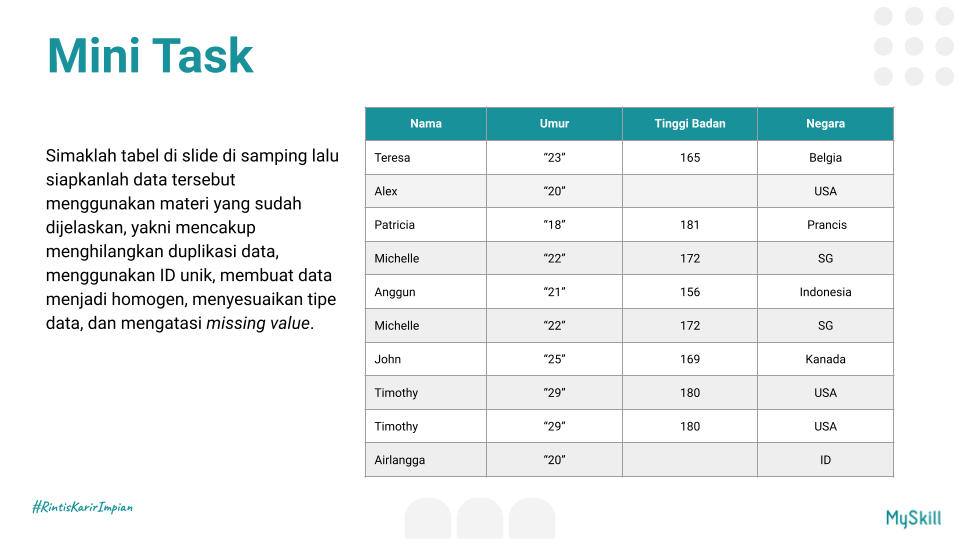 Mini Task
Simaklah tabel di slide di samping lalu
siapkanlah data tersebut
menggunakan materi yang sudah
dijelaskan, yakni mencakup
menghilangkan duplikasi data,
menggunakan ID unik, membuat data
menjadi homogen, menyesuaikan tipe
data, dan mengatasi missing value.
Nama Umur Tinggi Badan Negara
Teresa “23” 165 Belgia
Alex “20” USA
Patricia “18” 181 Prancis
Michelle “22” 172 SG
Anggun “21” 156 Indonesia
Michelle “22” 172 SG
John “25” 169 Kanada
Timothy “29” 180 USA
Timothy “29” 180 USA
Airlangga “20” ID
#RintisKarirImpian
MySkill